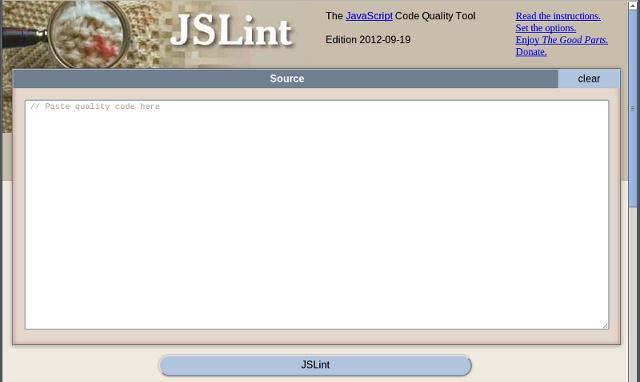 JSLint
The JavaScript Code Quality Tool
Edition 2012-09-19
Read the instructions.
Set the options.
Enjoy The Good Parts.
Donate.
Source
clear
// Paste quality code here
JSLint